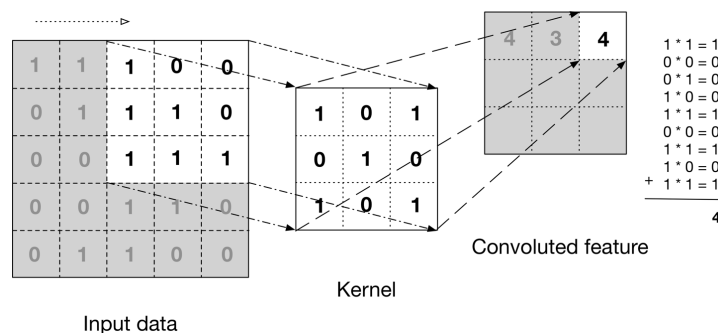 1 1 1 0 0
0 1 1 1 0
0 0 1 1 1
0 0 1 1 0
0 1 1 0 0
Input data
1 0 1
0 1 0
1 0 1
Kernel
4 3 4
Convoluted feature
1 * 1 = 1
0 * 0 = 0
0 * 1 = 0
1 * 0 = 0
1 * 1 = 1
0 * 0 = 0
1 * 1 = 1
1 * 0 = 0
+ 1 * 1 = 1
4